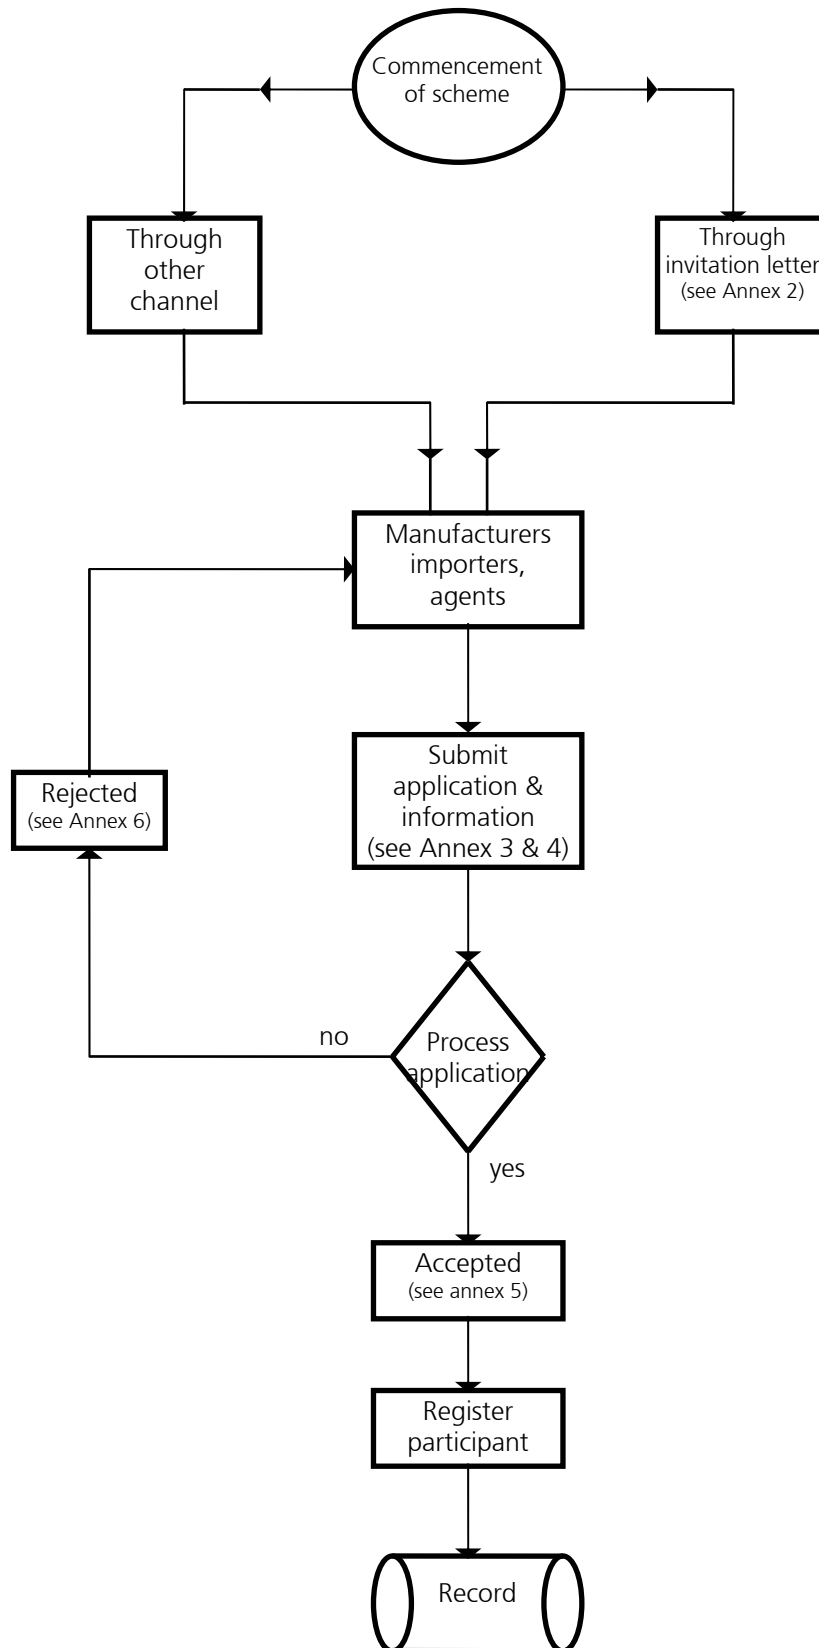 Commencement
of scheme
Through
other
channel
Through
invitation letter
(see Annex 2)
Manufacturers
importers,
agents
Submit
application &
information
(see Annex 3 & 4)
Rejected
(see Annex 6)
no
Process
application
yes
Accepted
(see annex 5)
Register
participant
Record